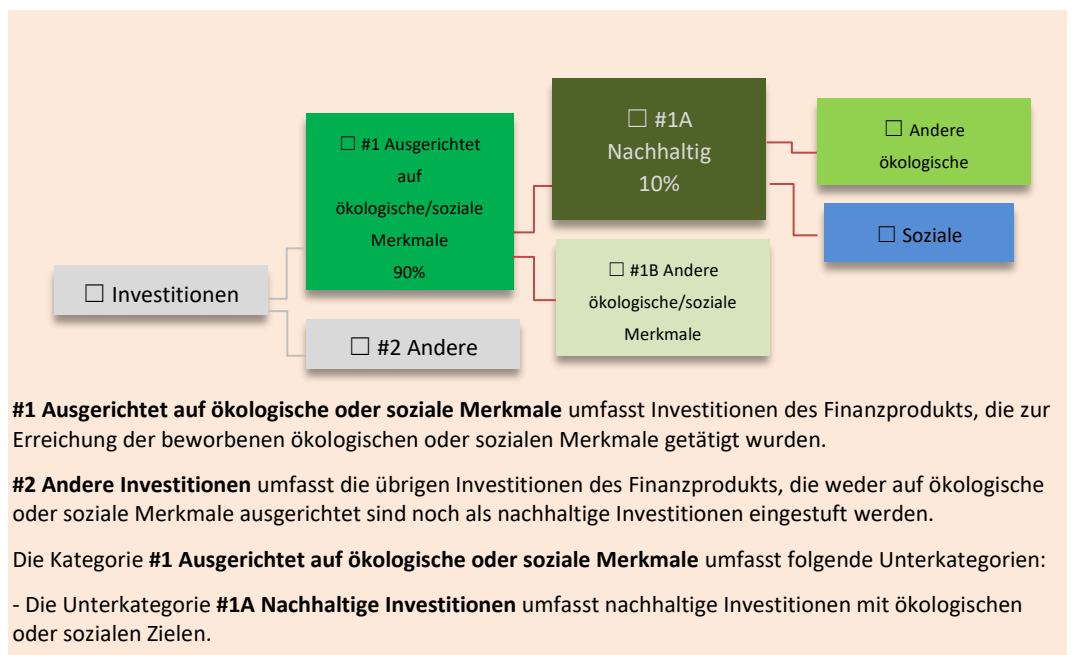 ☐ #1A
Nachhaltig
10%
☐ Andere
ökologische
☐ #1 Ausgerichtet
auf
ökologische/soziale
Merkmale
90%
☐ Soziale
☐ Investitionen
☐ #1B Andere
ökologische/soziale
Merkmale
☐ #2 Andere
#1 Ausgerichtet auf ökologische oder soziale Merkmale umfasst Investitionen des Finanzprodukts, die zur
Erreichung der beworbenen ökologischen oder sozialen Merkmale getätigt wurden.
#2 Andere Investitionen umfasst die übrigen Investitionen des Finanzprodukts, die weder auf ökologische
oder soziale Merkmale ausgerichtet sind noch als nachhaltige Investitionen eingestuft werden.
Die Kategorie #1 Ausgerichtet auf ökologische oder soziale Merkmale umfasst folgende Unterkategorien:
- Die Unterkategorie #1A Nachhaltige Investitionen umfasst nachhaltige Investitionen mit ökologischen
oder sozialen Zielen.